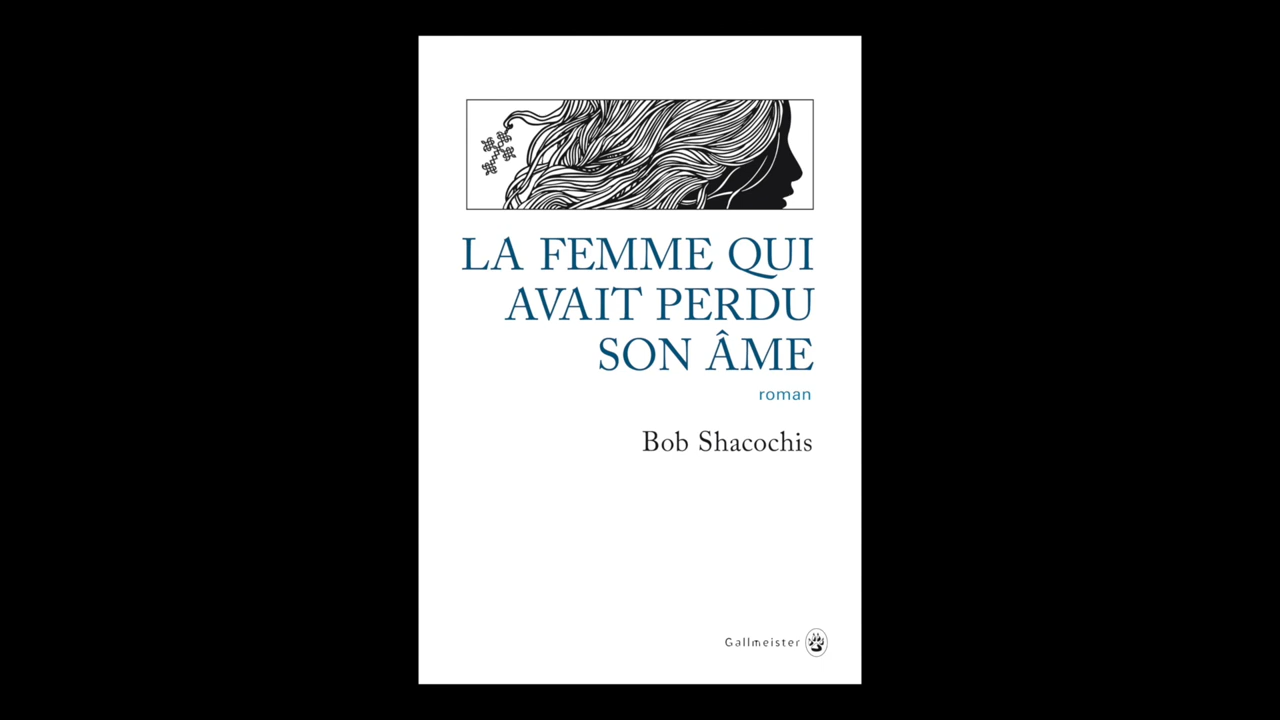 LA FEMME QUI
AVAIT PERDU
SON ÂME
roman
Bob Shacochis
Gallmeister